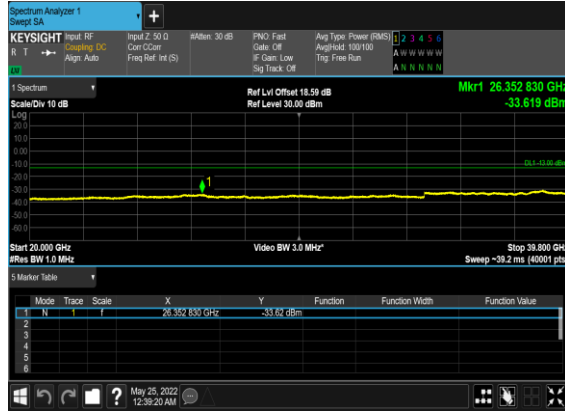 Spectrum Analyzer 1
Swept SA
+
KEYSIGHT Input: RF Input Z: 50 Ω #Atten: 30 dB PNO: Fast Avg Type: Power (RMS) 1 2 3 4 5 6
R T Coupling: DC Corr CCorr Gate: Off Avg|Hold: 100/100 A W W W W W
Align: Auto Freq Ref: Int (S) IF Gain: Low Trig: Free Run
Sig Track: Off A N N N N N
1 Spectrum Ref Lvl Offset 18.59 dB Mkr1 26.352 830 GHz
Scale/Div 10 dB Ref Level 30.00 dBm -33.619 dBm
Log
20.0
10.0
0.00
-10.0 DL1 -13.00 dBm
-20.0
-30.0 1
-40.0
-50.0
-60.0
Start 20.000 GHz Video BW 3.0 MHz* Stop 39.800 GHz
#Res BW 1.0 MHz Sweep ~39.2 ms (40001 pts)
5 Marker Table
Mode Trace Scale X Y Function Function Width Function Value
1 N 1 f 26.352 830 GHz -33.62 dBm
2
3
4
5
6
? May 25, 2022
12:39:20 AM